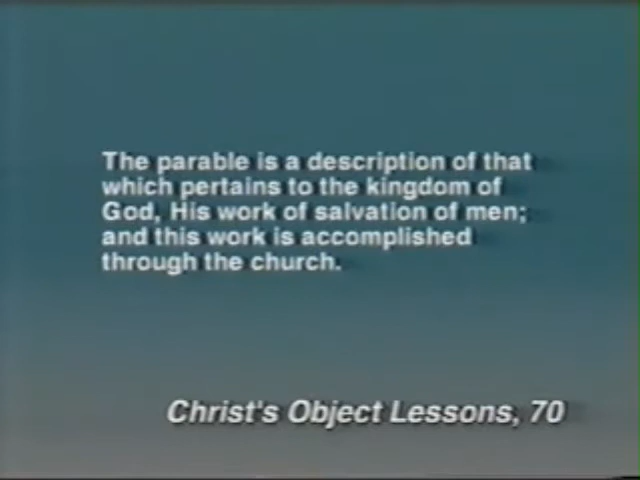 The parable is a description of that
which pertains to the kingdom of
God, His work of salvation of men;
and this work is accomplished
through the church.
Christ's Object Lessons, 70